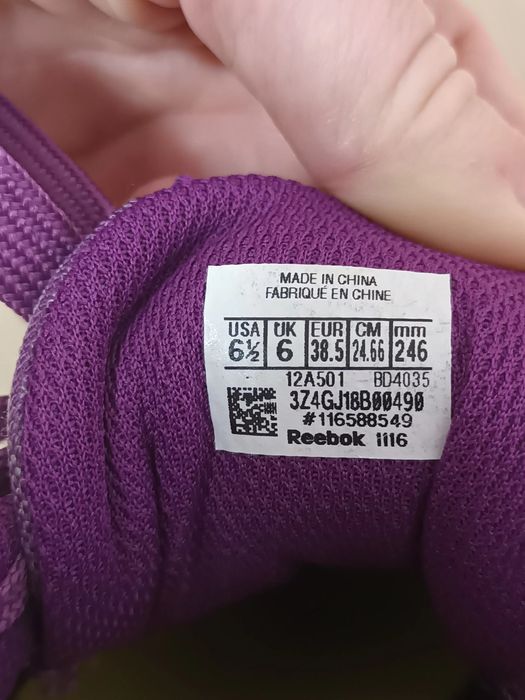 MADE IN CHINA
FABRIQUÉ EN CHINE
USA UK EUR CM mm
6½ 6 38.5 24.66 246
12A501 BD4035
3Z4GJ18B00490
#116588549
Reebok 1116